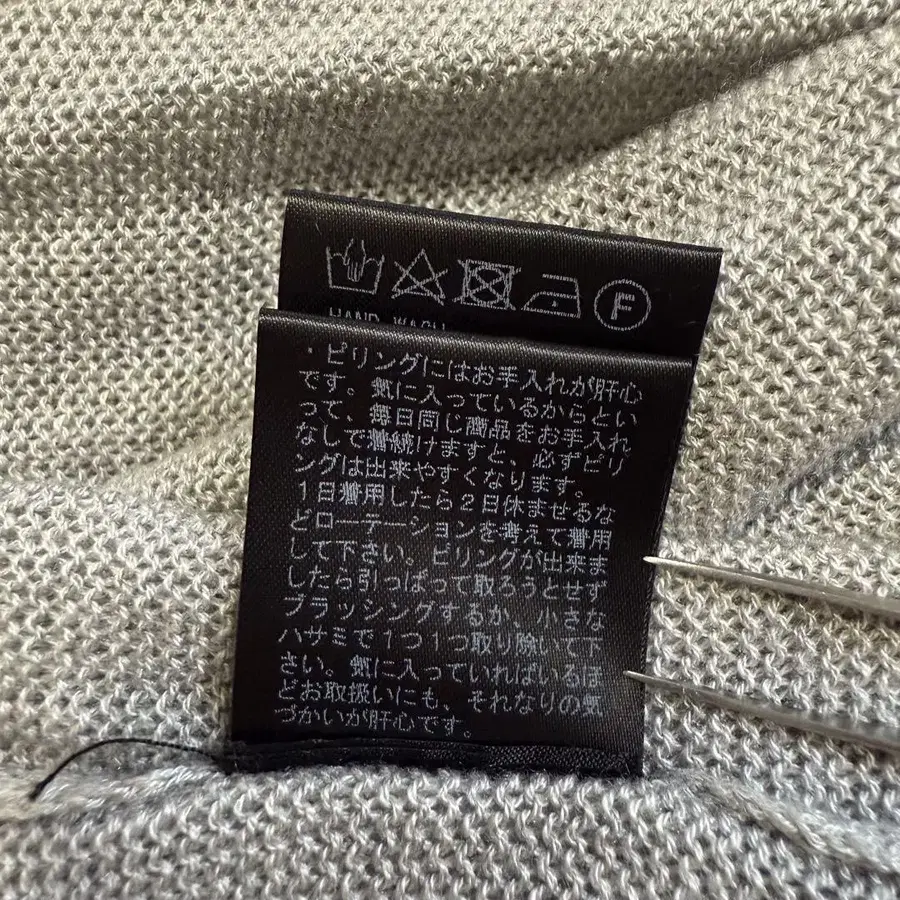 F
HAND WASH
・ピリングにはお手入れが肝心
です。気に入っているからとい
って、毎日同じ商品をお手入れ
なしで着続けますと、必ずピリ
ングは出来やすくなります。
1日着用したら2日休ませるな
どローテーションを考えて着用
して下さい。ピリングが出来ま
したら引っぱって取ろうとせず
ブラッシングするか、小さな
ハサミで1つ1つ取り除いて下
さい。気に入っていればいるほ
どお取扱いにも、それなりの気
づかいが肝心です。